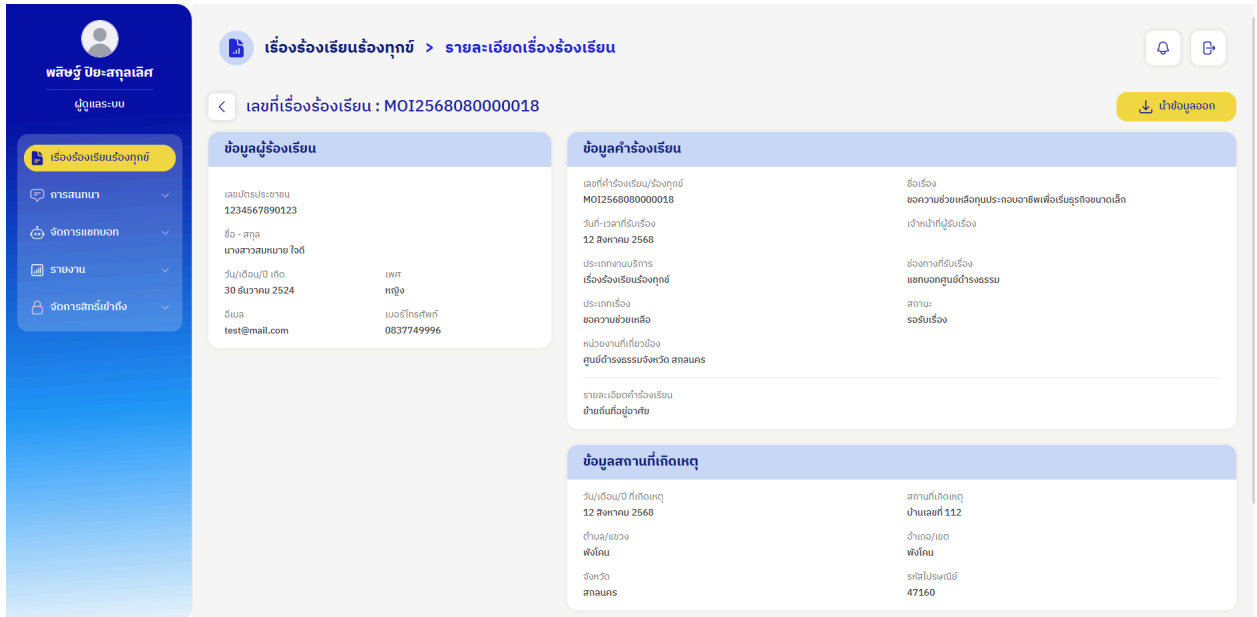 พสิษฐ์ ปิยะสกุลเลิศ
ผู้ดูแลระบบ
เรื่องร้องเรียนร้องทุกข์
การสนทนา
จัดการแชทบอท
รายงาน
จัดการสิทธิ์เข้าถึง
เรื่องร้องเรียนร้องทุกข์ > รายละเอียดเรื่องร้องเรียน
เลขที่เรื่องร้องเรียน : MOI2568080000018
นำข้อมูลออก
ข้อมูลผู้ร้องเรียน
เลขบัตรประชาชน
1234567890123
ชื่อ - สกุล
นางสาวสมหมาย ใจดี
วัน/เดือน/ปี เกิด เพศ
30 ธันวาคม 2524 หญิง
อีเมล เบอร์โทรศัพท์
test@mail.com 0837749996
ข้อมูลคำร้องเรียน
เลขที่คำร้องเรียน/ร้องทุกข์ ชื่อเรื่อง
MOI2568080000018 ขอความช่วยเหลือทุนประกอบอาชีพเพื่อเริ่มธุรกิจขนาดเล็ก
วันที่-เวลาที่รับเรื่อง เจ้าหน้าที่ผู้รับเรื่อง
12 สิงหาคม 2568
ประเภทงานบริการ ช่องทางที่รับเรื่อง
เรื่องร้องเรียนร้องทุกข์ แชทบอทศูนย์ดำรงธรรม
ประเภทเรื่อง สถานะ
ขอความช่วยเหลือ รอรับเรื่อง
หน่วยงานที่เกี่ยวข้อง
ศูนย์ดำรงธรรมจังหวัด สกลนคร
รายละเอียดคำร้องเรียน
ย้ายถิ่นที่อยู่อาศัย
ข้อมูลสถานที่เกิดเหตุ
วัน/เดือน/ปี ที่เกิดเหตุ สถานที่เกิดเหตุ
12 สิงหาคม 2568 บ้านเลขที่ 112
ตำบล/แขวง อำเภอ/เขต
พังโคน พังโคน
จังหวัด รหัสไปรษณีย์
สกลนคร 47160